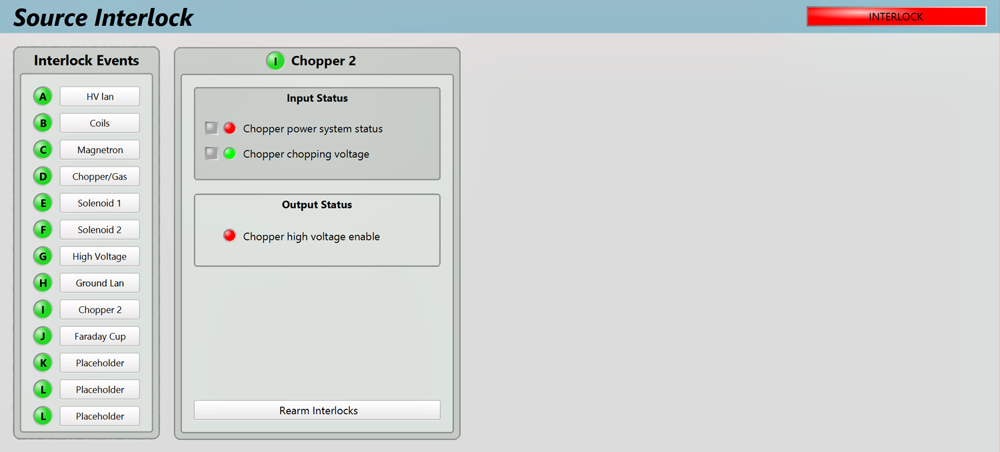 Source Interlock
INTERLOCK
Interlock Events
A HV lan
B Coils
C Magnetron
D Chopper/Gas
E Solenoid 1
F Solenoid 2
G High Voltage
H Ground Lan
I Chopper 2
J Faraday Cup
K Placeholder
L Placeholder
L Placeholder
I Chopper 2
Input Status
Chopper power system status
Chopper chopping voltage
Output Status
Chopper high voltage enable
Rearm Interlocks